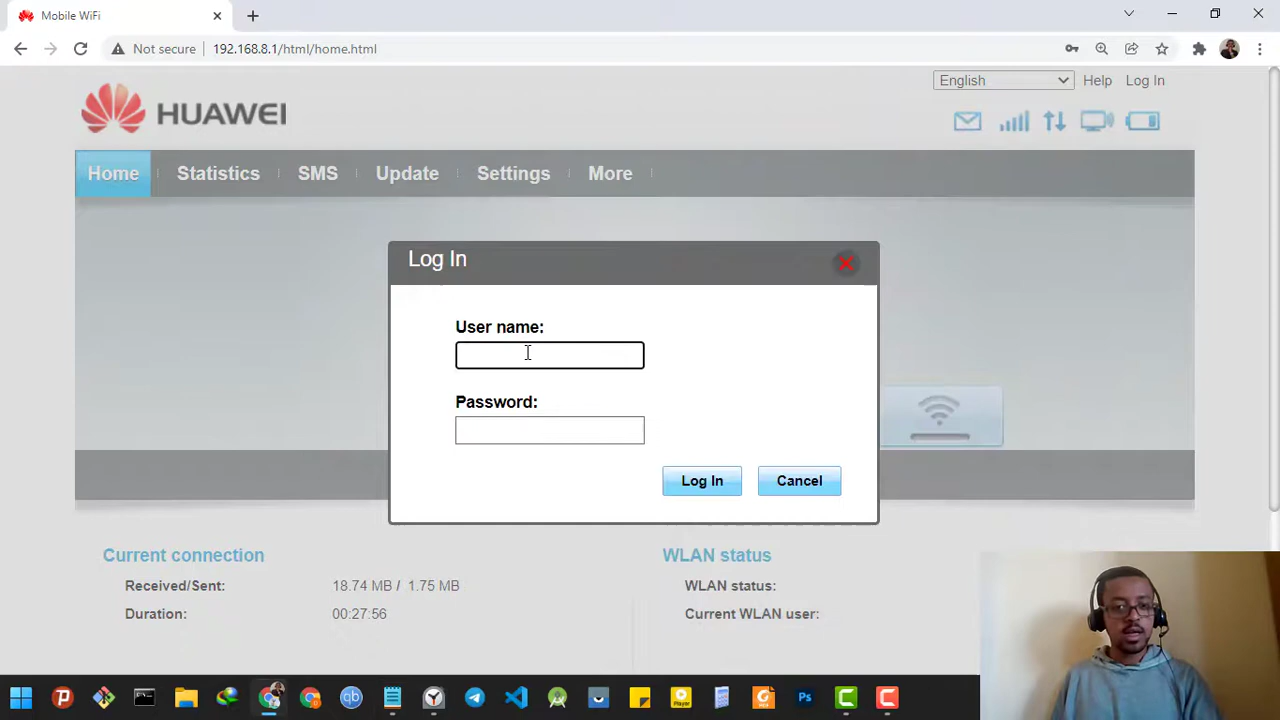 Mobile WiFi
Not secure
192.168.8.1/html/home.html
English Help Log In
HUAWEI
Home Statistics SMS Update Settings More
Log In
User name:
Password:
Log In Cancel
Current connection
Received/Sent: 18.74 MB / 1.75 MB
Duration: 00:27:56
WLAN status
WLAN status:
Current WLAN user:
Ps